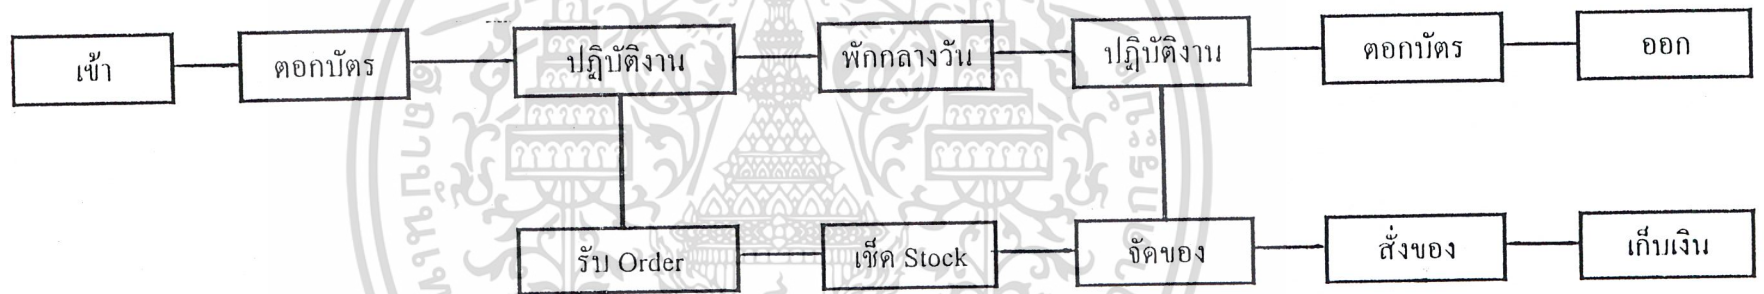 เข้า
ตอกบัตร
ปฏิบัติงาน
พักกลางวัน
ปฏิบัติงาน
ตอกบัตร
ออก
รับ Order
เช็ค Stock
จัดของ
สั่งของ
เก็บเงิน